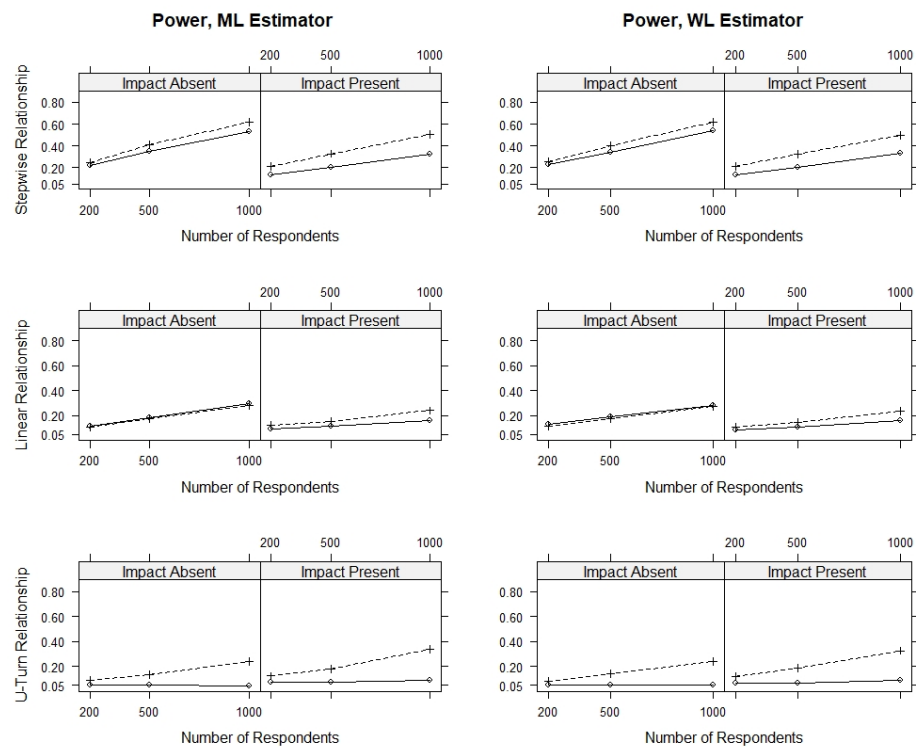 Power, ML Estimator
200 500 1000
Impact Absent Impact Present
0.80
0.60
0.40
0.20
0.05
Stepwise Relationship
200 500 1000
Number of Respondents
200 500 1000
Impact Absent Impact Present
0.80
0.60
0.40
0.20
0.05
Linear Relationship
200 500 1000
Number of Respondents
200 500 1000
Impact Absent Impact Present
0.80
0.60
0.40
0.20
0.05
U-Turn Relationship
200 500 1000
Number of Respondents
Power, WL Estimator
200 500 1000
Impact Absent Impact Present
0.80
0.60
0.40
0.20
0.05
200 500 1000
Number of Respondents
200 500 1000
Impact Absent Impact Present
0.80
0.60
0.40
0.20
0.05
200 500 1000
Number of Respondents
200 500 1000
Impact Absent Impact Present
0.80
0.60
0.40
0.20
0.05
200 500 1000
Number of Respondents